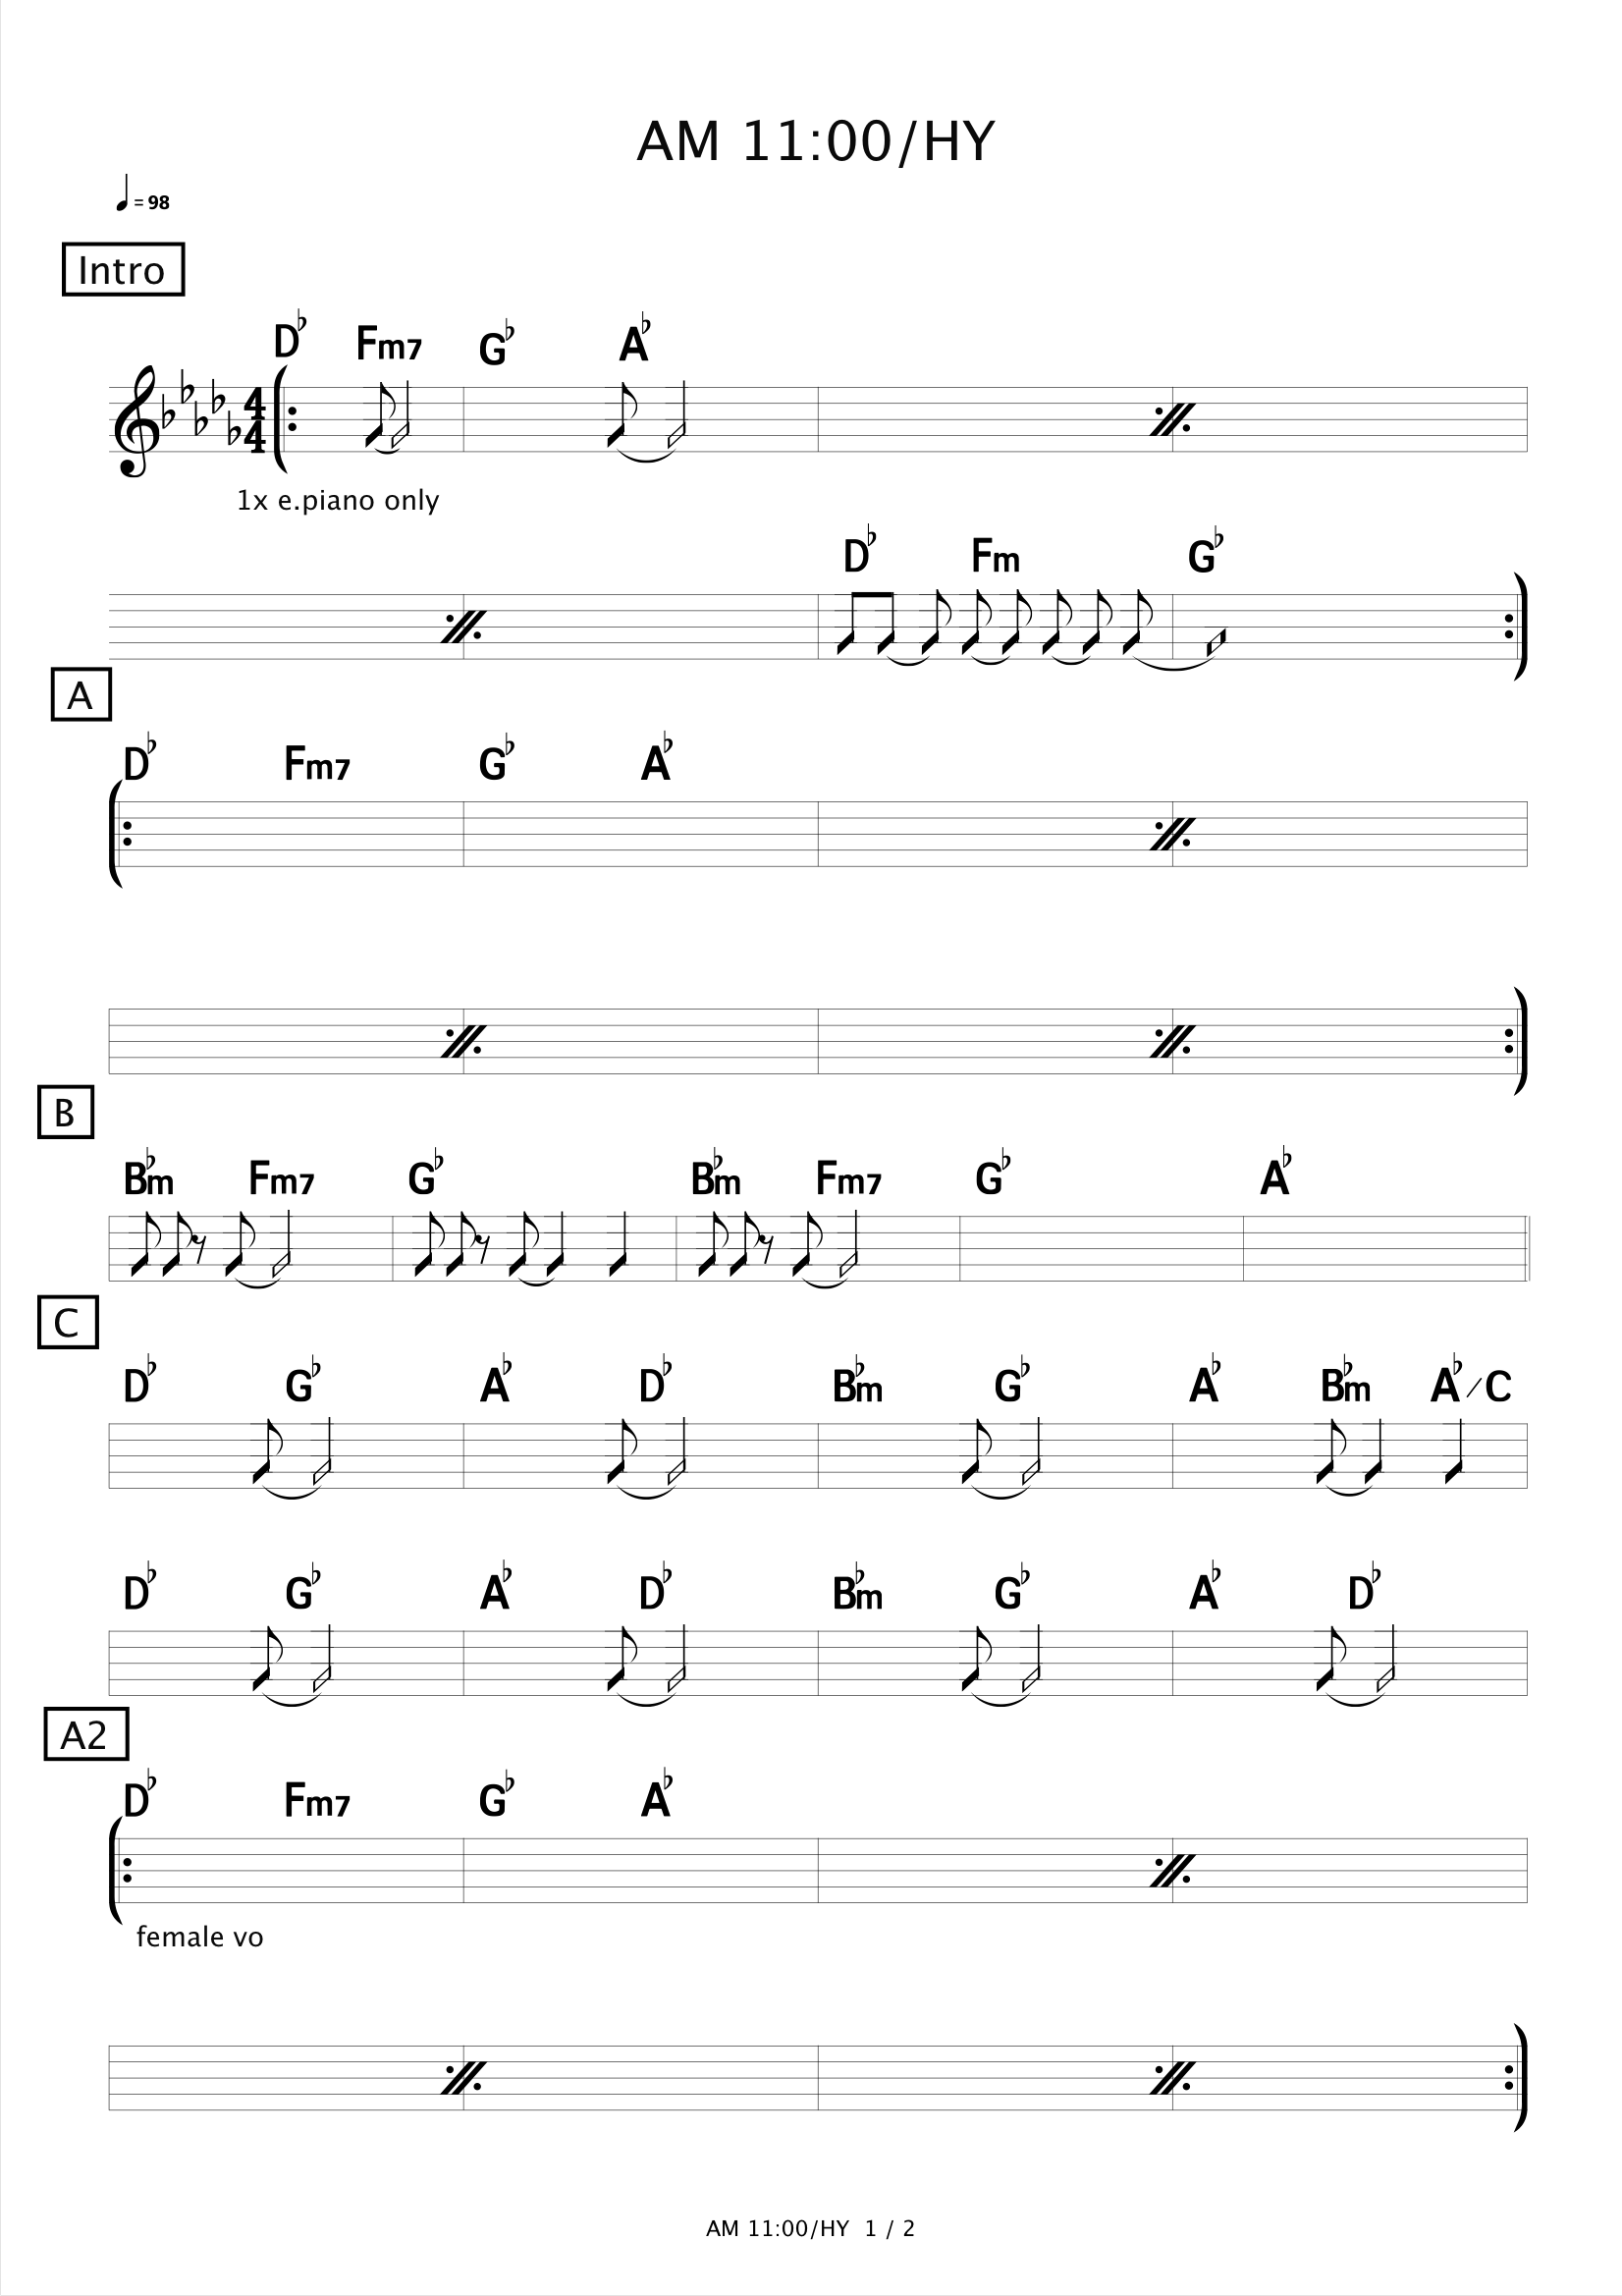 AM 11:00/HY
= 98
Intro
D♭ Fm7 G♭ A♭
4/4
1x e.piano only
D♭ Fm G♭
A
D♭ Fm7 G♭ A♭
B
B♭m Fm7 G♭ B♭m Fm7 G♭ A♭
C
D♭ G♭ A♭ D♭ B♭m G♭ A♭ B♭m A♭/C
D♭ G♭ A♭ D♭ B♭m G♭ A♭ D♭
A2
D♭ Fm7 G♭ A♭
female vo
AM 11:00/HY 1 / 2